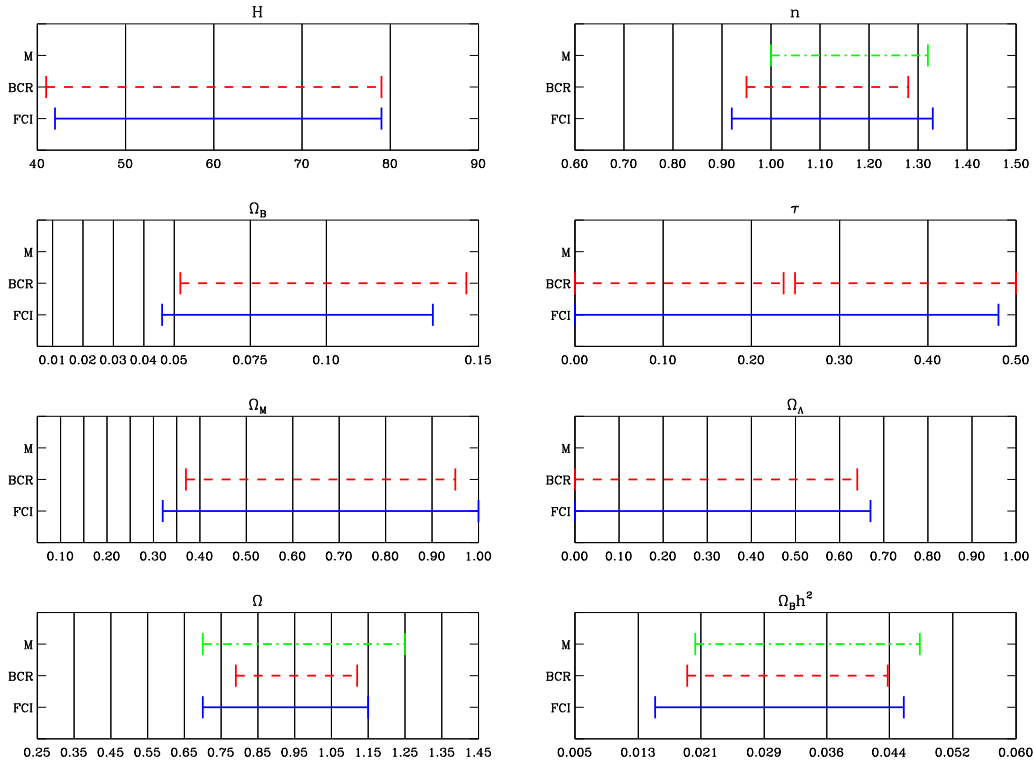 H
M
BCR
FCI
40 50 60 70 80 90
n
M
BCR
FCI
0.60 0.70 0.80 0.90 1.00 1.10 1.20 1.30 1.40 1.50
Ω_B
M
BCR
FCI
0.01 0.02 0.03 0.04 0.05 0.075 0.10 0.15
τ
M
BCR
FCI
0.00 0.10 0.20 0.30 0.40 0.50
Ω_M
M
BCR
FCI
0.10 0.20 0.30 0.40 0.50 0.60 0.70 0.80 0.90 1.00
Ω_Λ
M
BCR
FCI
0.00 0.10 0.20 0.30 0.40 0.50 0.60 0.70 0.80 0.90 1.00
Ω
M
BCR
FCI
0.25 0.35 0.45 0.55 0.65 0.75 0.85 0.95 1.05 1.15 1.25 1.35 1.45
Ω_Bh²
M
BCR
FCI
0.005 0.013 0.021 0.029 0.036 0.044 0.052 0.060